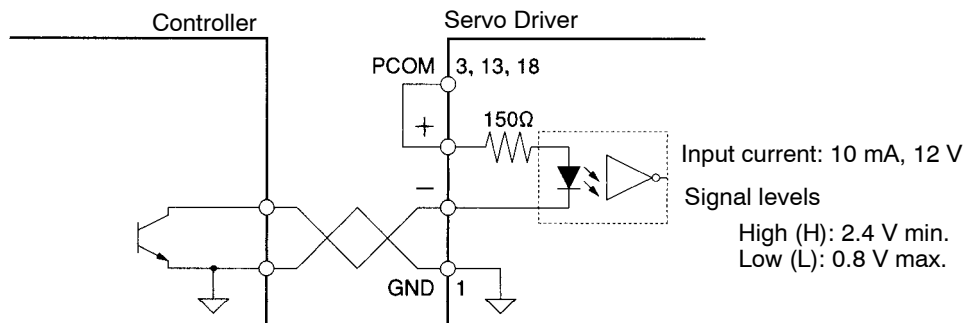 Controller
Servo Driver
PCOM 3, 13, 18
+
150Ω
Input current: 10 mA, 12 V
−
Signal levels
High (H): 2.4 V min.
Low (L): 0.8 V max.
GND 1